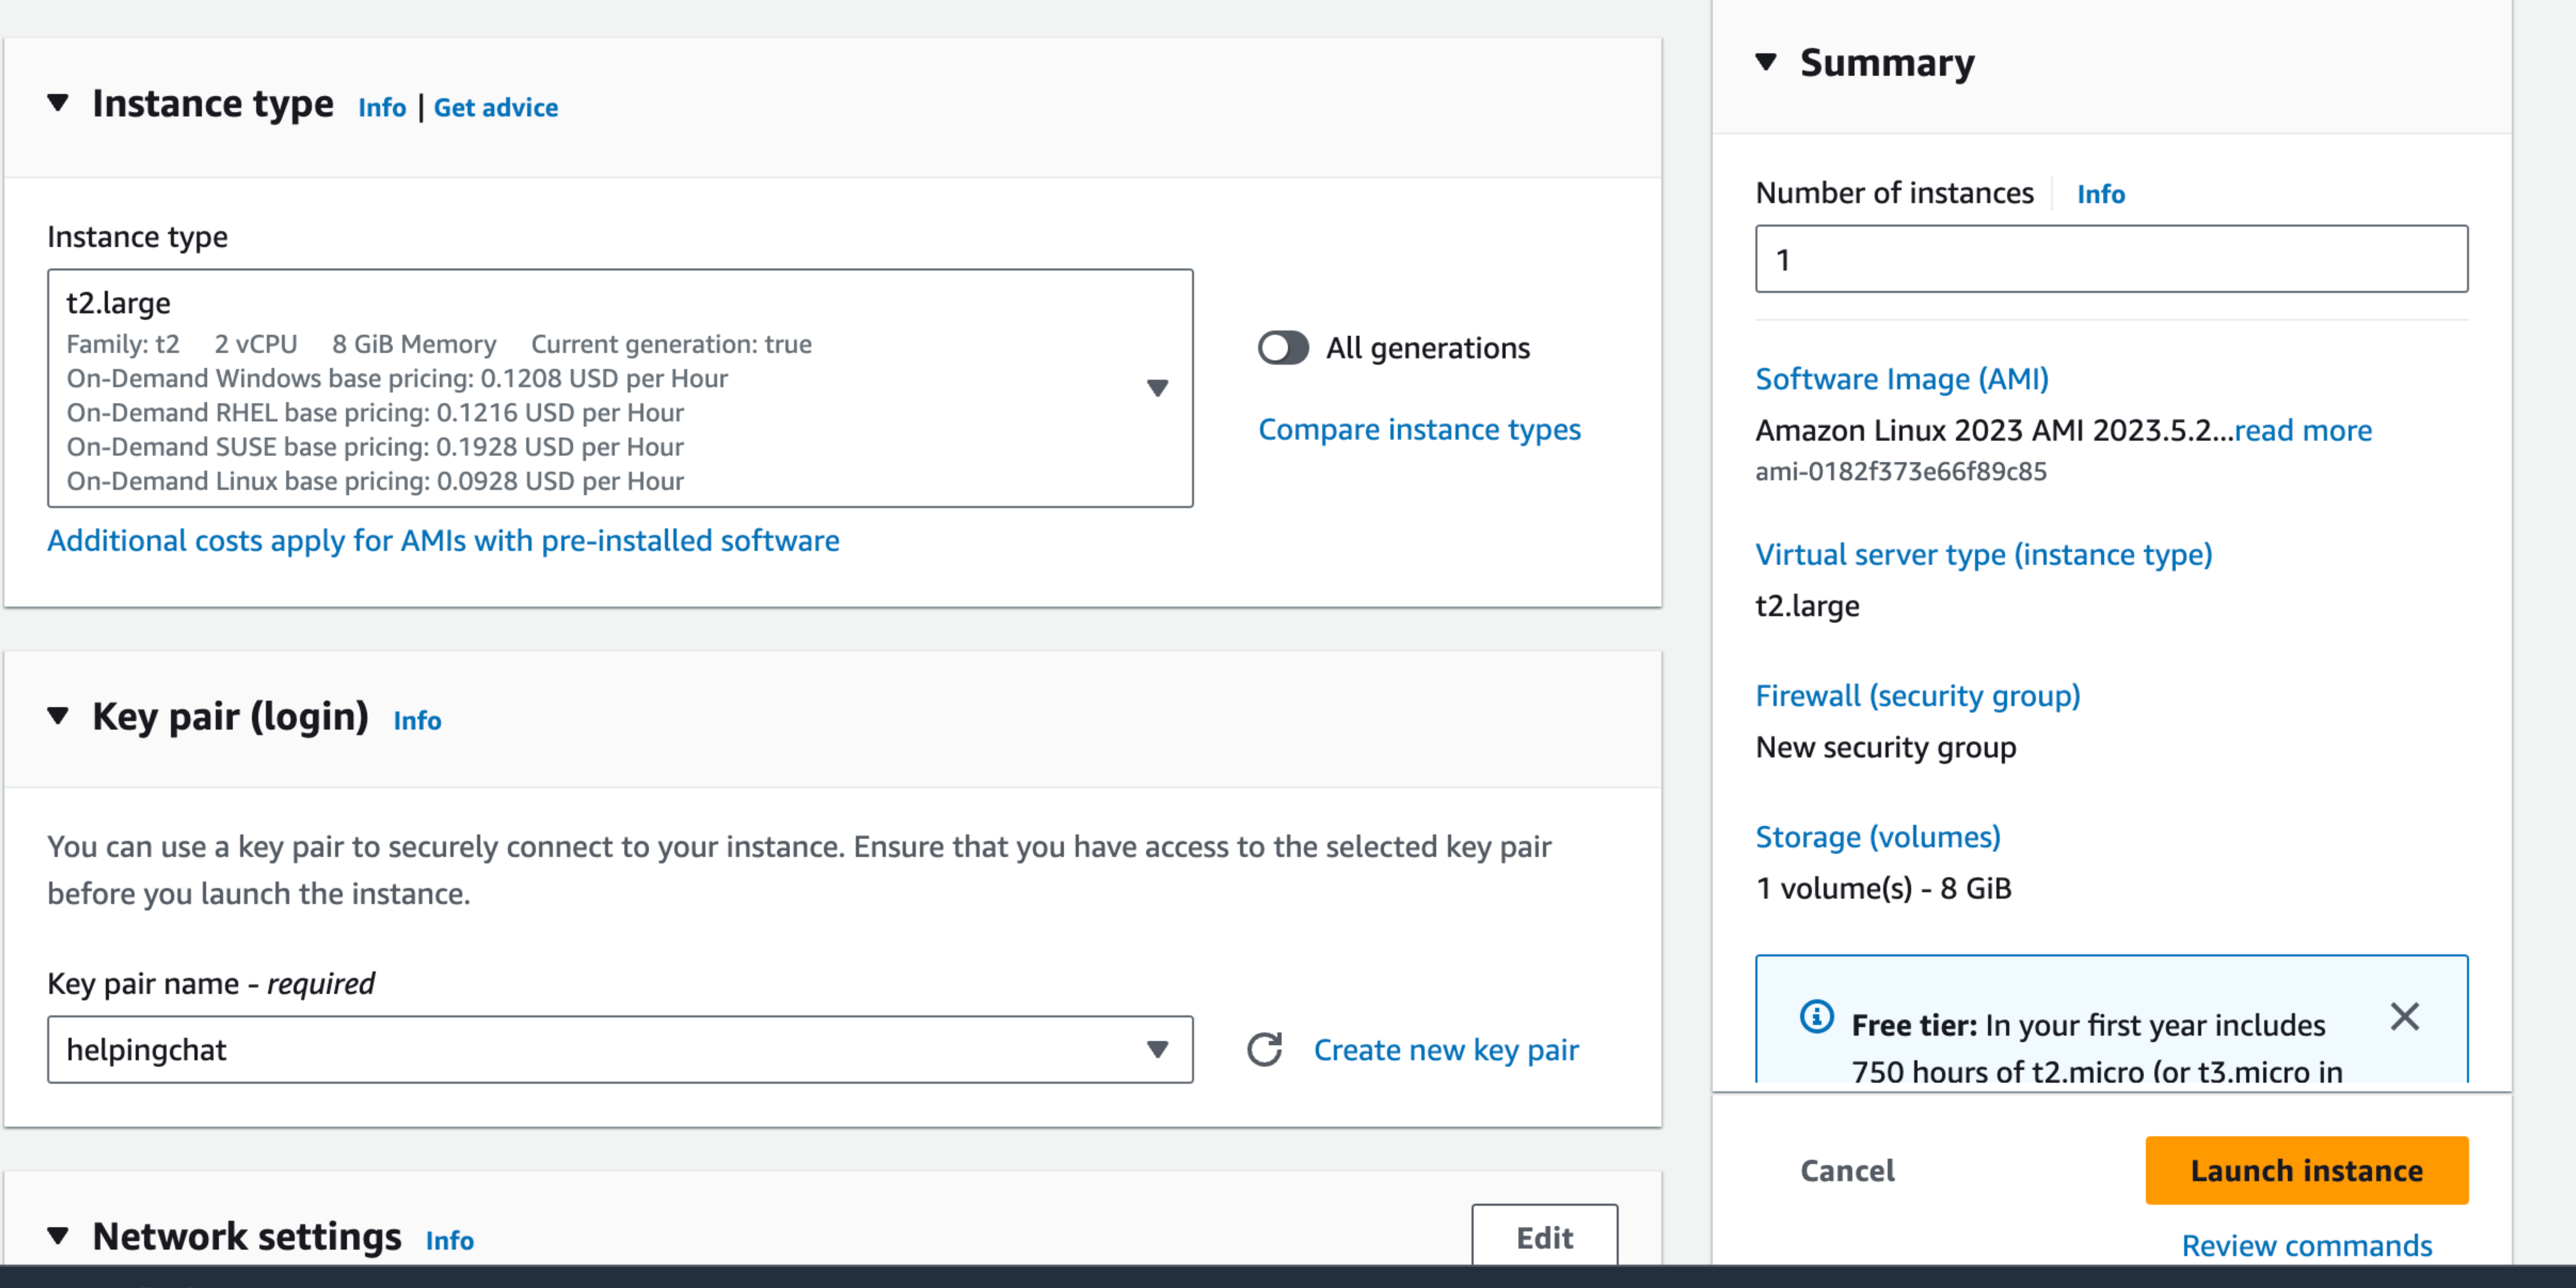 Instance type Info | Get advice
Instance type
t2.large
Family: t2 2 vCPU 8 GiB Memory Current generation: true
On-Demand Windows base pricing: 0.1208 USD per Hour
On-Demand RHEL base pricing: 0.1216 USD per Hour
On-Demand SUSE base pricing: 0.1928 USD per Hour
On-Demand Linux base pricing: 0.0928 USD per Hour
All generations
Compare instance types
Additional costs apply for AMIs with pre-installed software
Key pair (login) Info
You can use a key pair to securely connect to your instance. Ensure that you have access to the selected key pair
before you launch the instance.
Key pair name - required
helpingchat
Create new key pair
Network settings Info
Edit
Summary
Number of instances Info
1
Software Image (AMI)
Amazon Linux 2023 AMI 2023.5.2...read more
ami-0182f373e66f89c85
Virtual server type (instance type)
t2.large
Firewall (security group)
New security group
Storage (volumes)
1 volume(s) - 8 GiB
Free tier: In your first year includes
750 hours of t2.micro (or t3.micro in
Cancel
Launch instance
Review commands